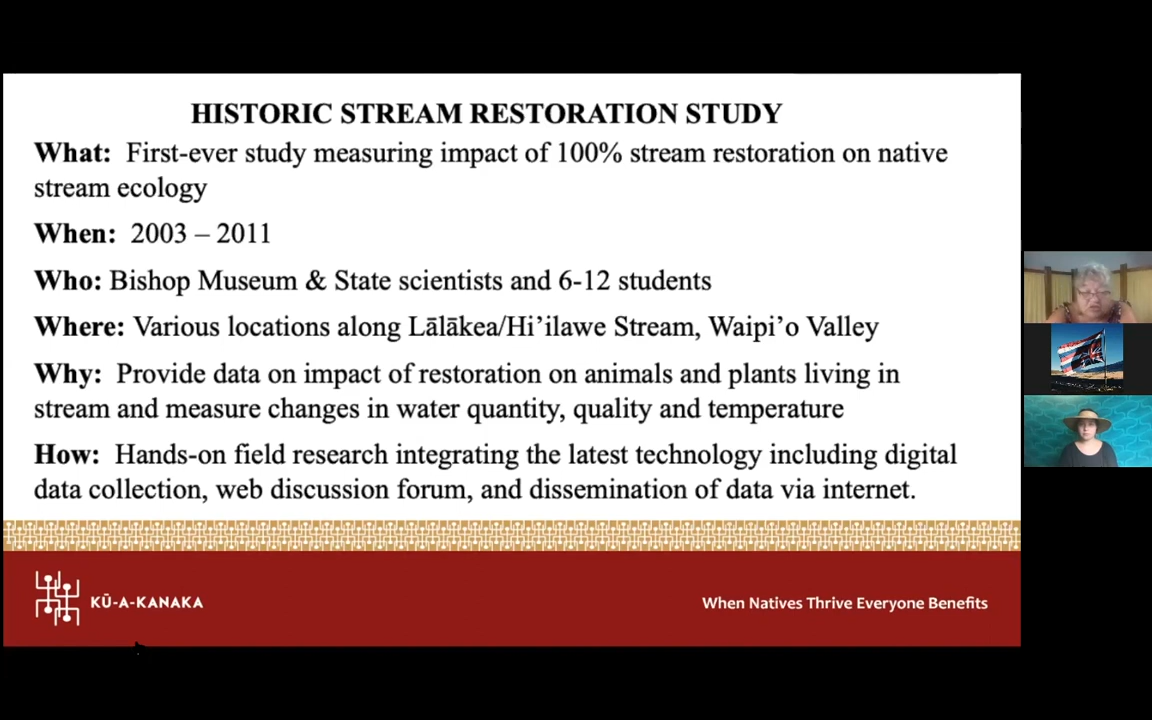 HISTORIC STREAM RESTORATION STUDY
What:  First-ever study measuring impact of 100% stream restoration on native
stream ecology
When:  2003 – 2011
Who: Bishop Museum & State scientists and 6-12 students
Where: Various locations along Lālākea/Hi’ilawe Stream, Waipi’o Valley
Why:  Provide data on impact of restoration on animals and plants living in
stream and measure changes in water quantity, quality and temperature
How:  Hands-on field research integrating the latest technology including digital
data collection, web discussion forum, and dissemination of data via internet.
KŪ-A-KANAKA
When Natives Thrive Everyone Benefits